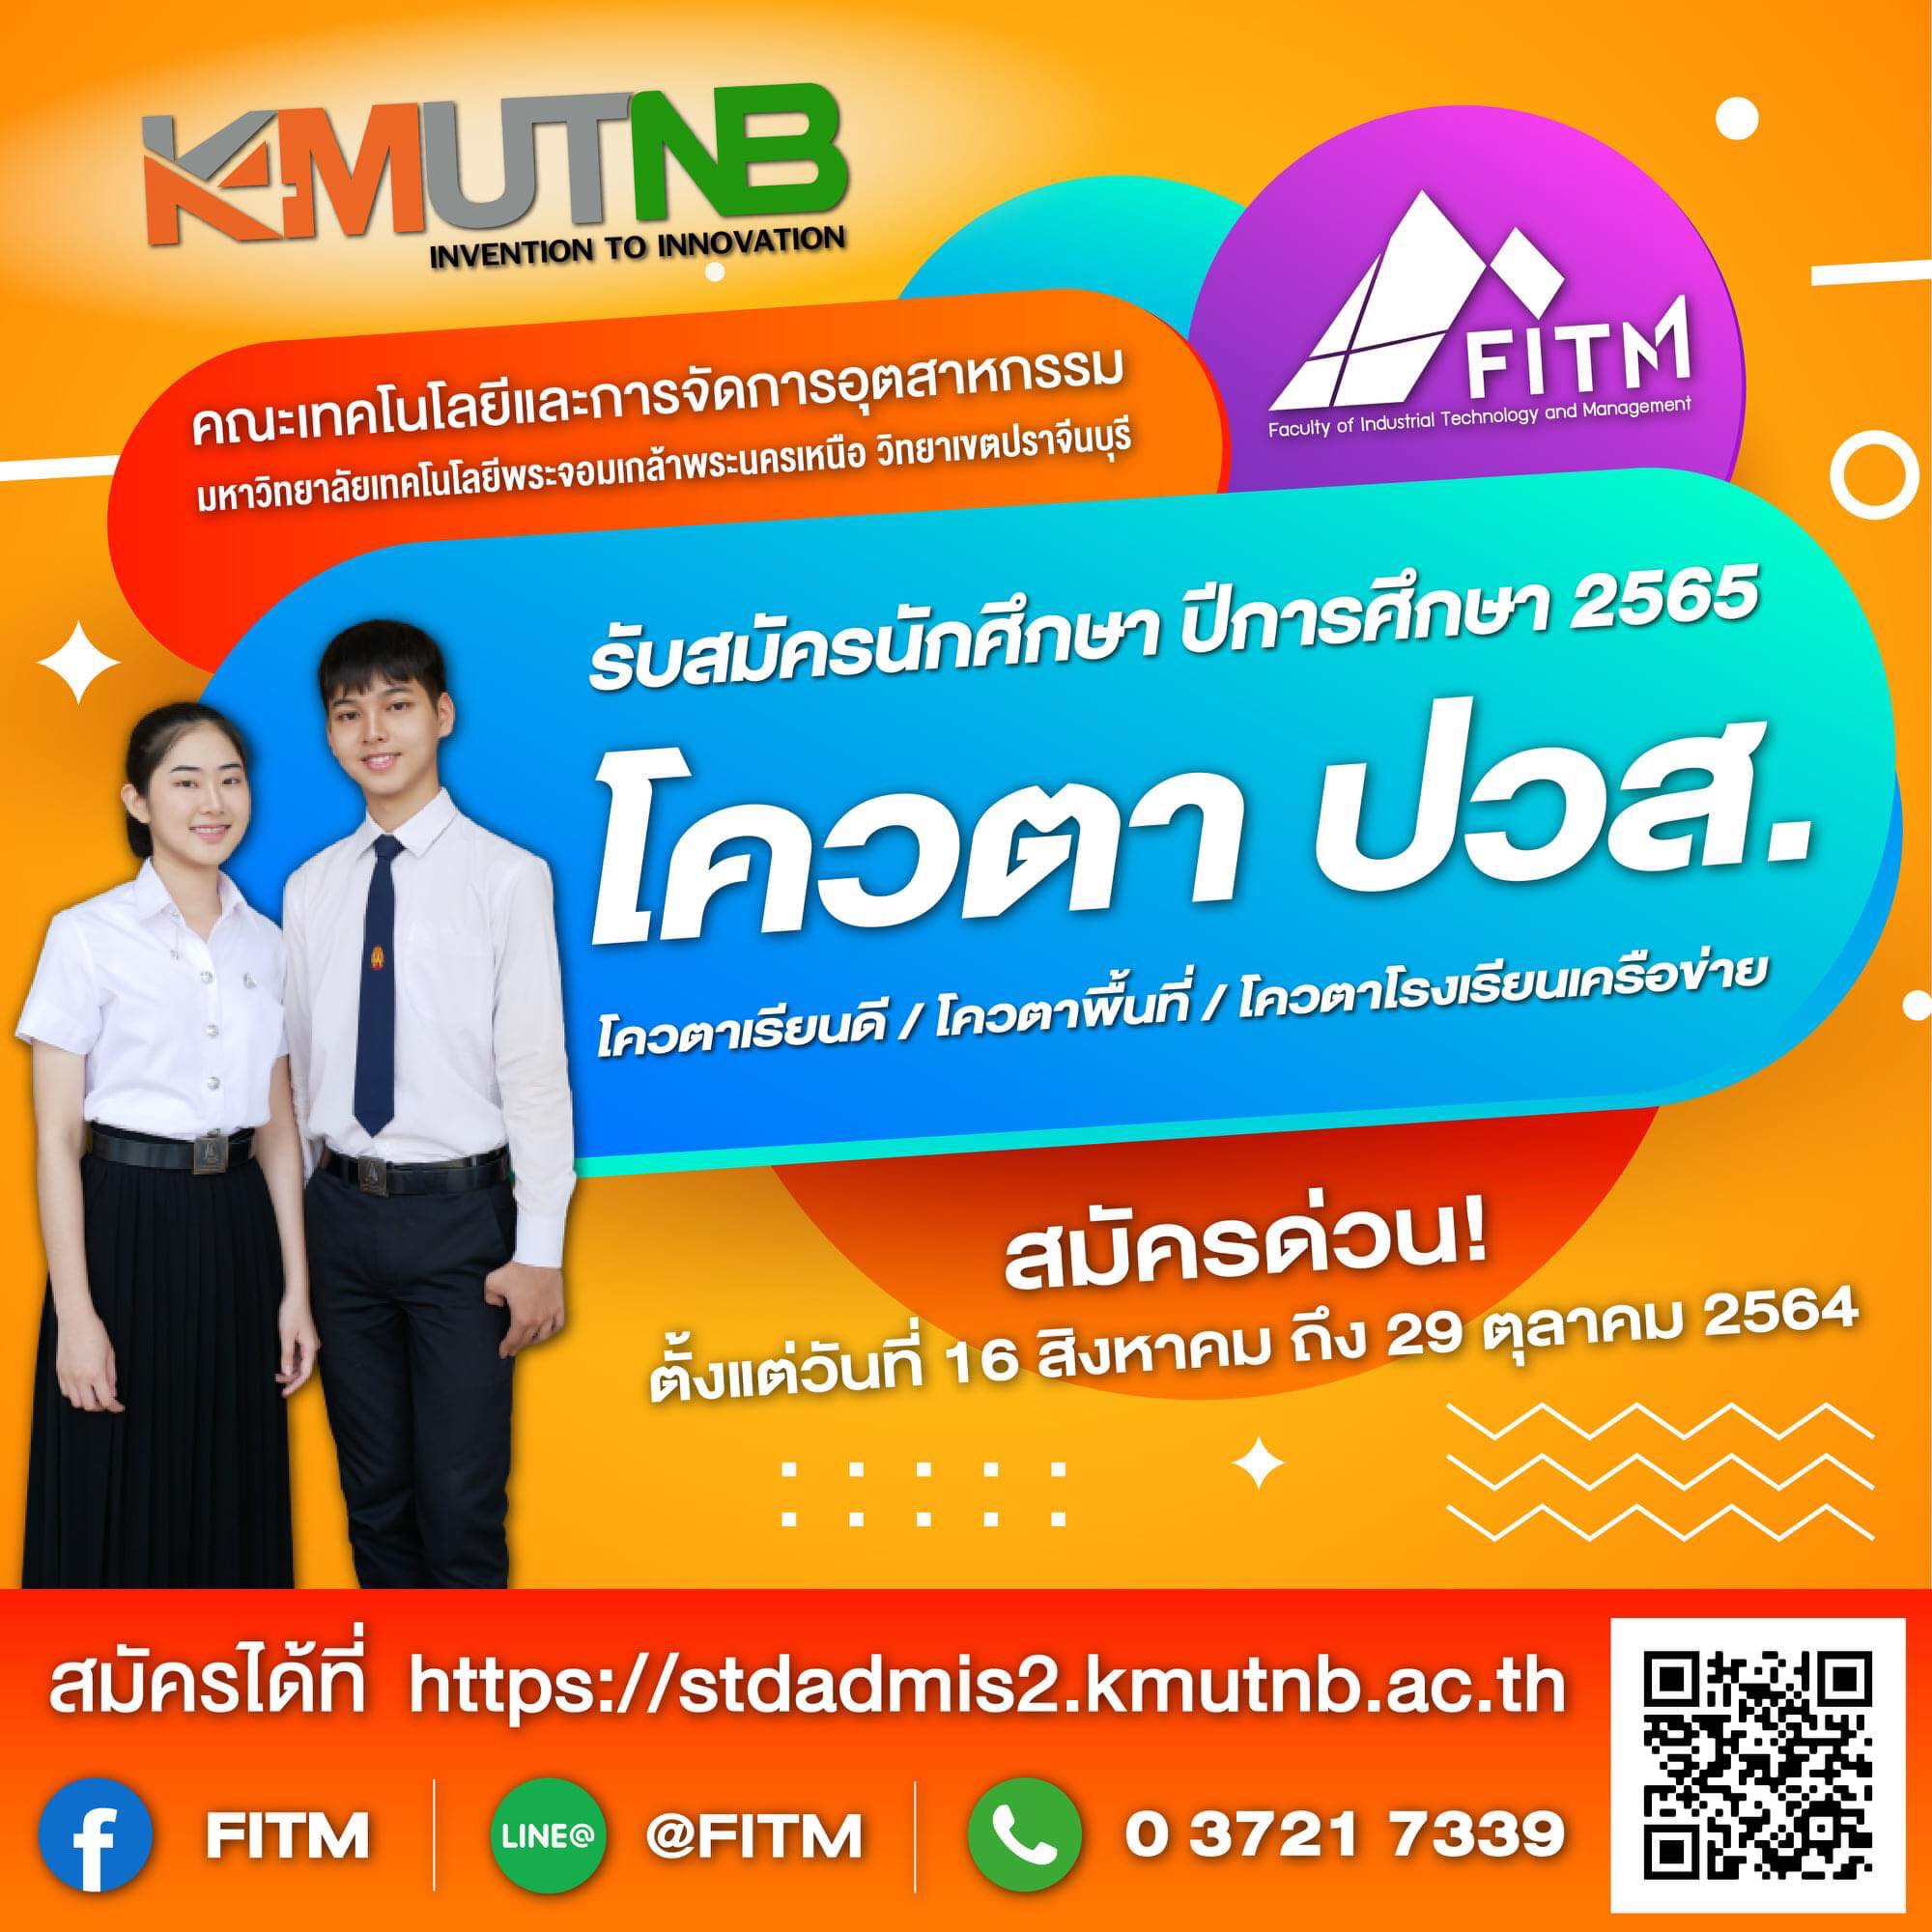 KMUTNB
INVENTION TO INNOVATION
FITM
Faculty of Industrial Technology and Management
คณะเทคโนโลยีและการจัดการอุตสาหกรรม
มหาวิทยาลัยเทคโนโลยีพระจอมเกล้าพระนครเหนือ วิทยาเขตปราจีนบุรี
รับสมัครนักศึกษา ปีการศึกษา 2565
โควตา ปวส.
โควตาเรียนดี / โควตาพื้นที่ / โควตาโรงเรียนเครือข่าย
สมัครด่วน!
ตั้งแต่วันที่ 16 สิงหาคม ถึง 29 ตุลาคม 2564
สมัครได้ที่ https://stdadmis2.kmutnb.ac.th
f FITM LINE@ @FITM 0 3721 7339